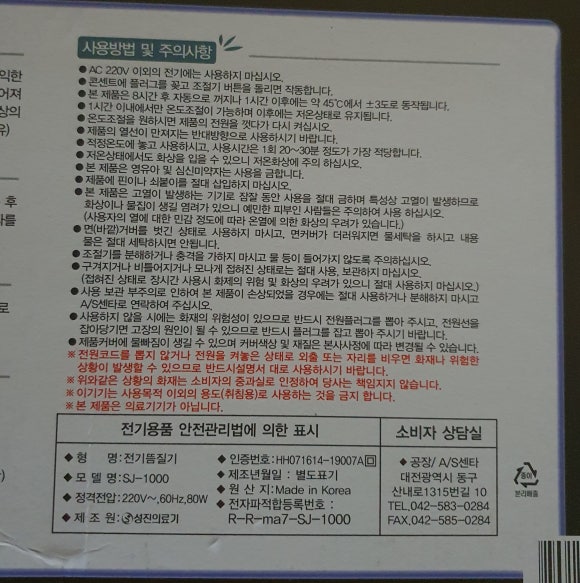 익한
어져
상의
유)
후
라를
로
)
사용방법 및 주의사항
● AC 220V 이외의 전기에는 사용하지 마십시오.
● 콘센트에 플러그를 꽂고 조절기 버튼을 돌리면 작동합니다.
● 본 제품은 8시간 후 자동으로 꺼지나 1시간 이후에는 약 45℃에서 ±3도로 동작됩니다.
● 1시간 이내에서만 온도조절이 가능하며 이후에는 저온상태로 유지됩니다.
● 온도조절을 원하시면 제품의 전원을 껏다가 다시 켜십시오.
● 제품의 열선이 만져지는 반대방향으로 사용하시기 바랍니다.
● 적정온도에 놓고 사용하시고, 사용시간은 1회 20~30분 정도가 가장 적당합니다.
● 저온상태에서도 화상을 입을 수 있으니 저온화상에 주의 하십시오.
● 본 제품은 영유아 및 심신미약자는 사용을 금합니다.
● 제품에 핀이나 쇠붙이를 절대 삽입하지 마십시오.
● 본 제품은 고열이 발생하는 기기로 잠잘 동안 사용을 절대 금하며 특성상 고열이 발생하므로
화상이나 물집이 생길 염려가 있으니 예민한 피부인 사람들은 주의하여 사용 하십시오.
(사용자의 열에 대한 민감 정도에 따라 온열에 의한 화상의 우려가 있습니다.)
● 면(바깥)거버를 벗긴 상태로 사용하지 마시고, 면커버가 더러워지면 물세탁을 하시고 내용
물은 절대 세탁하시면 안됩니다.
● 조절기를 분해하거나 충격을 가하지 마시고 물 등이 들어가지 않도록 주의하십시오.
● 구겨지거나 비틀어지거나 모나게 접혀진 상태로는 절대 사용, 보관하지 마십시오.
(접혀진 상태로 장시간 사용시 화재의 위험 및 화상의 우려가 있으니 절대 사용하지 마십시오.)
● 사용 보관 부주의로 인하여 본 제품이 손상되었을 경우에는 절대 사용하거나 분해하지 마시고
A/S센타로 연락하여 주십시오.
● 사용하지 않을 시에는 화재의 위험성이 있으므로 반드시 전원플러그를 뽑아 주시고, 전원선을
잡아당기면 고장의 원인이 될 수 있으므로 반드시 플러그를 잡고 뽑아 주시기 바랍니다.
● 제품커버에 물빠짐이 생길 수 있으며 커버색상 및 재질은 본사사정에 따라 변경될 수 있습니다.
※ 전원코드를 뽑지 않거나 전원을 켜놓은 상태로 외출 또는 자리를 비우면 화재나 위험한
상황이 발생할 수 있으므로 반드시설명서 대로 사용하시기 바랍니다.
※ 위와같은 상황의 화재는 소비자의 중과실로 인정하여 당사는 책임지지 않습니다.
※ 이기기는 사용목적 이외의 용도(취침용)로 사용하는 것을 금지 합니다.
※ 본 제품은 의료기기가 아닙니다.
전기용품 안전관리법에 의한 표시
◆ 형 명:전기뜸질기
◆ 모 델 명:SJ-1000
◆ 정격전압:220V~,60Hz,80W
◆ 제 조 원:성진의료기
◆ 인증번호:HH071614-19007A
◆ 제조년월일 : 별도표기
◆ 원 산 지:Made in Korea
◆ 전자파적합등록번호 :
R-R-ma7-SJ-1000
소비자 상담실
◆ 공장/ A/S센타
대전광역시 동구
산내로1315번길 10
TEL.042-583-0284
FAX.042-585-0284
종이
분리배출